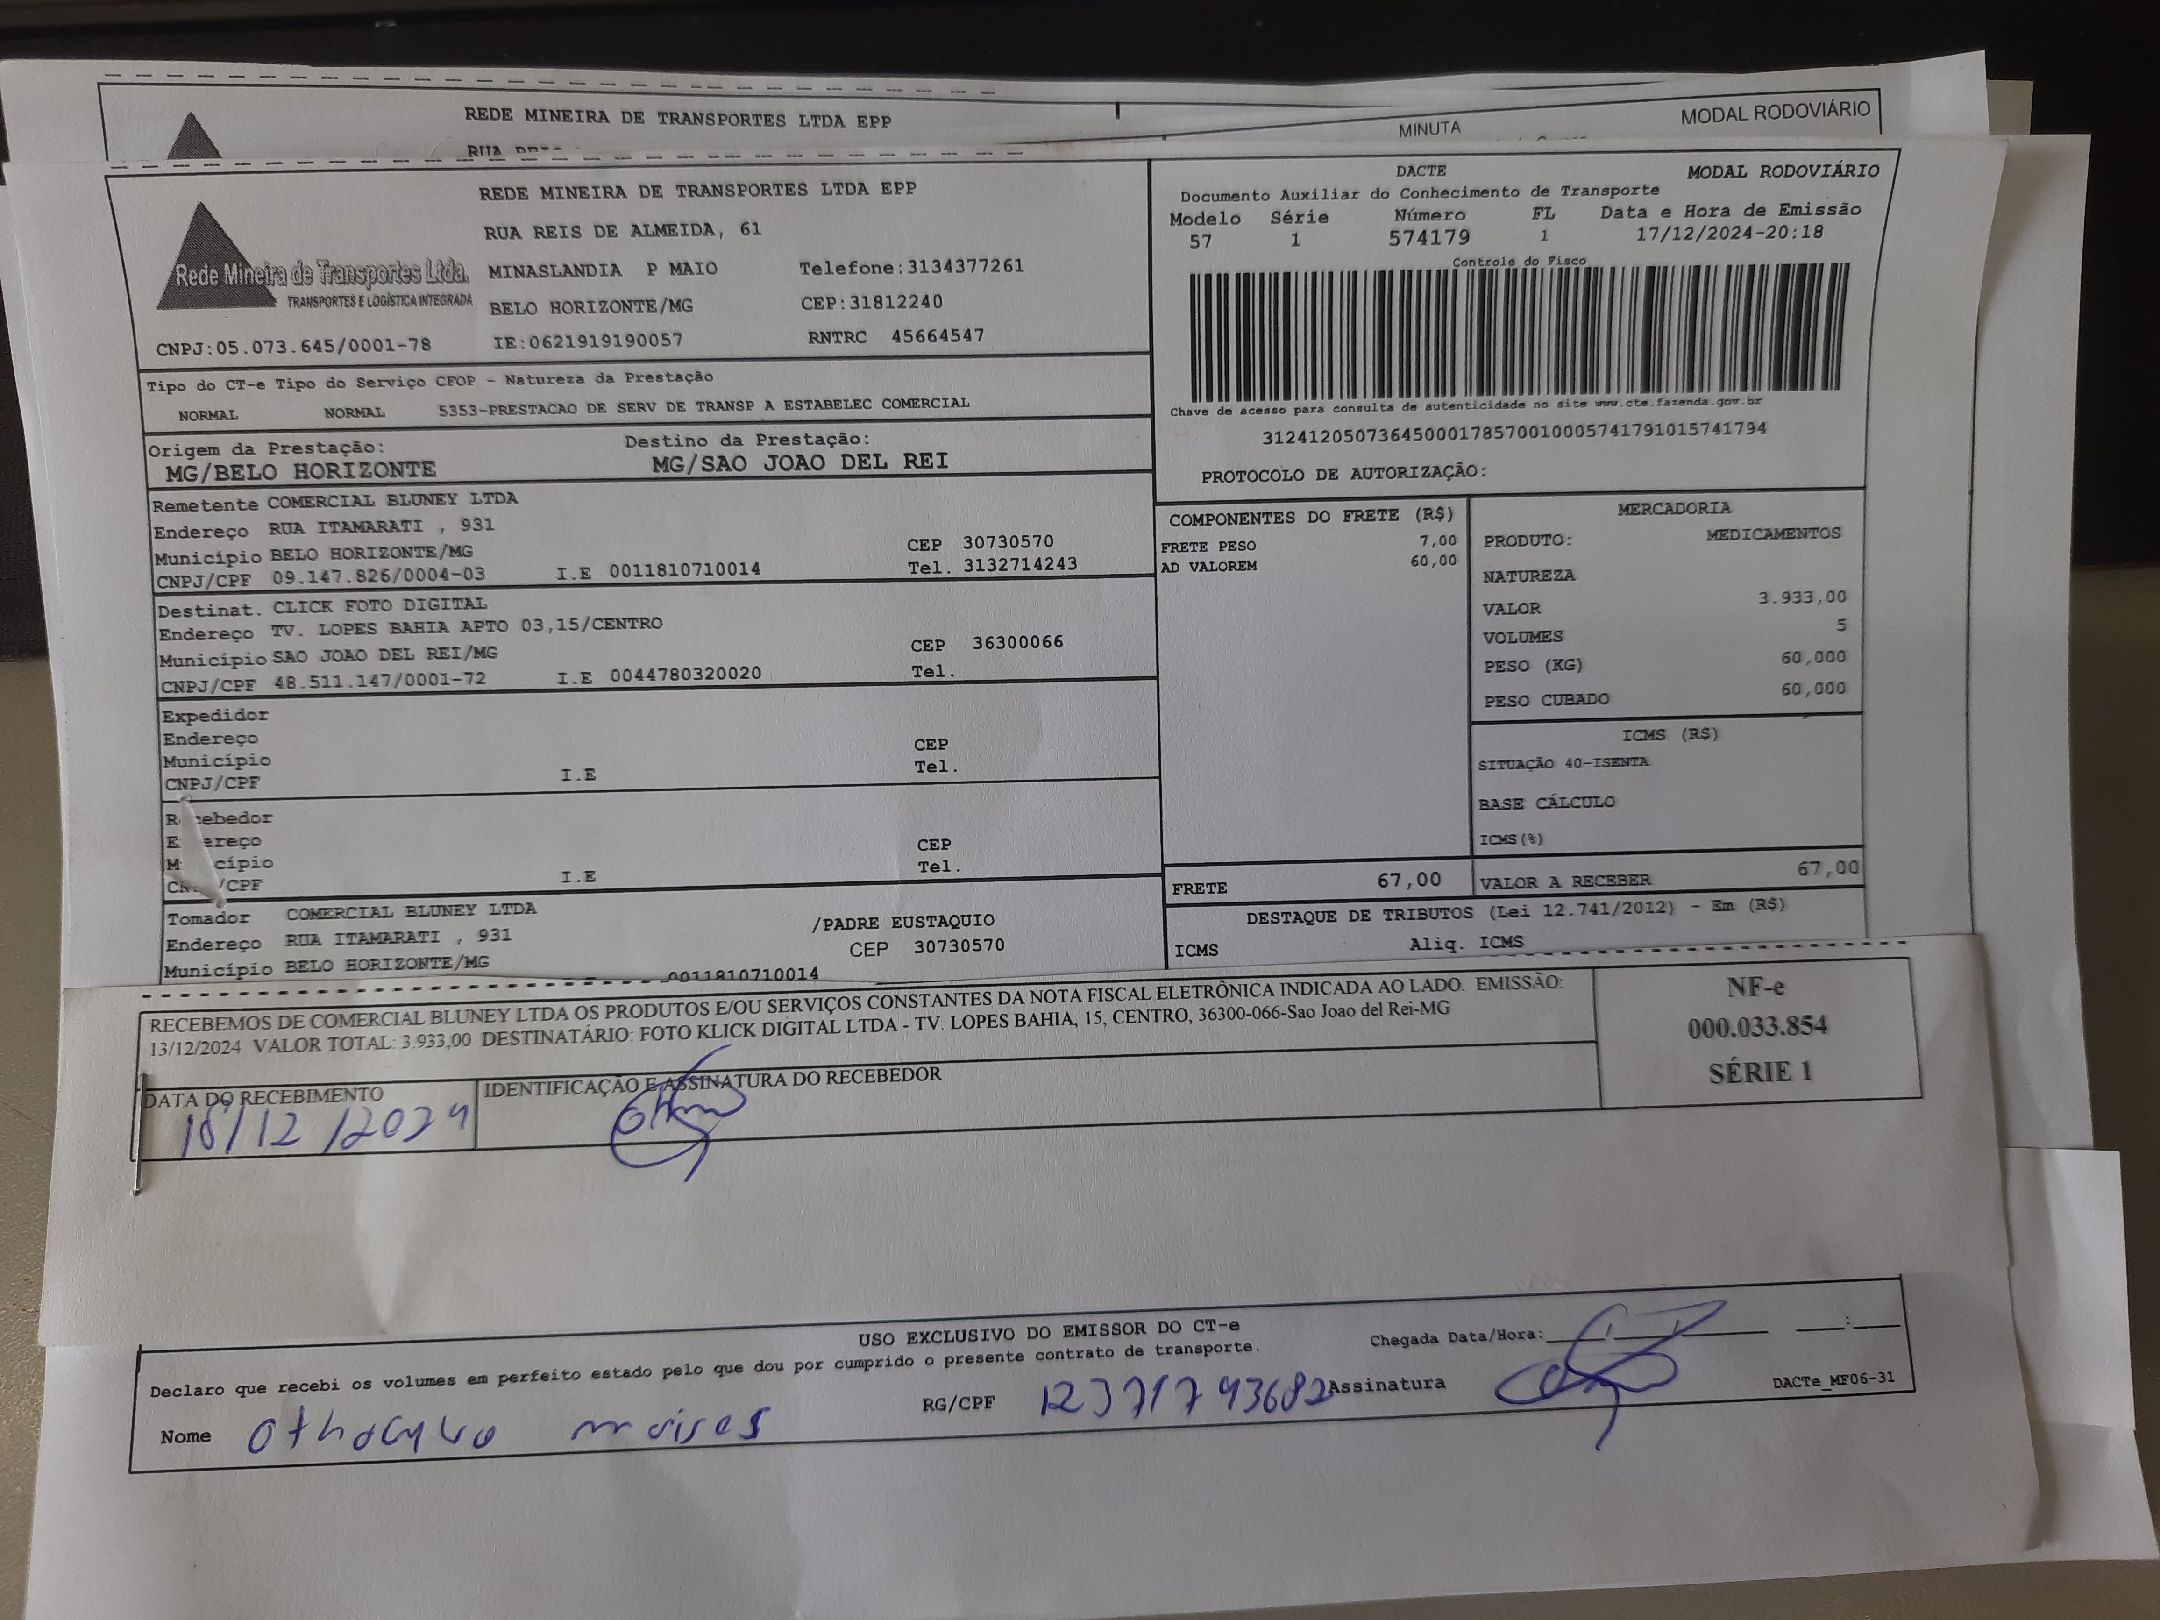 REDE MINEIRA DE TRANSPORTES LTDA EPP
MINUTA
MODAL RODOVIÁRIO
RUA
REDE MINEIRA DE TRANSPORTES LTDA EPP
RUA REIS DE ALMEIDA, 61
Rede Mineira de Transportes Ltda.
TRANSPORTES E LOGÍSTICA INTEGRADA
MINASLANDIA P MAIO Telefone:3134377261
BELO HORIZONTE/MG CEP:31812240
CNPJ:05.073.645/0001-78 IE:0621919190057 RNTRC 45664547
DACTE MODAL RODOVIÁRIO
Documento Auxiliar do Conhecimento de Transporte
Modelo Série Número FL Data e Hora de Emissão
57 1 574179 1 17/12/2024-20:18
Controle do Fisco
Chave de acesso para consulta de autenticidade no site www.cte.fazenda.gov.br
31241205073645000178570010005741791015741794
PROTOCOLO DE AUTORIZAÇÃO:
Tipo do CT-e Tipo do Serviço CFOP - Natureza da Prestação
NORMAL NORMAL 5353-PRESTACAO DE SERV DE TRANSP A ESTABELEC COMERCIAL
Origem da Prestação: Destino da Prestação:
MG/BELO HORIZONTE MG/SAO JOAO DEL REI
Remetente COMERCIAL BLUNEY LTDA
Endereço RUA ITAMARATI , 931
Município BELO HORIZONTE/MG CEP 30730570
CNPJ/CPF 09.147.826/0004-03 I.E 0011810710014 Tel. 3132714243
Destinat. CLICK FOTO DIGITAL
Endereço TV. LOPES BAHIA APTO 03,15/CENTRO
Município SAO JOAO DEL REI/MG CEP 36300066
CNPJ/CPF 48.511.147/0001-72 I.E 0044780320020 Tel.
Expedidor
Endereço
Município CEP
CNPJ/CPF I.E Tel.
Recebedor
Endereço CEP
Município Tel.
CNPJ/CPF I.E
Tomador COMERCIAL BLUNEY LTDA
Endereço RUA ITAMARATI , 931 /PADRE EUSTAQUIO
Município BELO HORIZONTE/MG CEP 30730570
0011810710014
COMPONENTES DO FRETE (R$)
FRETE PESO 7,00
AD VALOREM 60,00
MERCADORIA
PRODUTO: MEDICAMENTOS
NATUREZA
VALOR 3.933,00
VOLUMES 5
PESO (KG) 60,000
PESO CUBADO 60,000
ICMS (R$)
SITUAÇÃO 40-ISENTA
BASE CÁLCULO
ICMS(%)
FRETE 67,00 VALOR A RECEBER 67,00
DESTAQUE DE TRIBUTOS (Lei 12.741/2012) - Em (R$)
ICMS Aliq. ICMS
RECEBEMOS DE COMERCIAL BLUNEY LTDA OS PRODUTOS E/OU SERVIÇOS CONSTANTES DA NOTA FISCAL ELETRÔNICA INDICADA AO LADO. EMISSÃO:
13/12/2024 VALOR TOTAL: 3.933,00 DESTINATÁRIO: FOTO KLICK DIGITAL LTDA - TV. LOPES BAHIA, 15, CENTRO, 36300-066-Sao Joao del Rei-MG
NF-e
000.033.854
SÉRIE 1
DATA DO RECEBIMENTO IDENTIFICAÇÃO E ASSINATURA DO RECEBEDOR
18/12/2024
USO EXCLUSIVO DO EMISSOR DO CT-e
Chegada Data/Hora:
Declaro que recebi os volumes em perfeito estado pelo que dou por cumprido o presente contrato de transporte.
Nome moises RG/CPF 12371743682 Assinatura DACTe_MF06-31